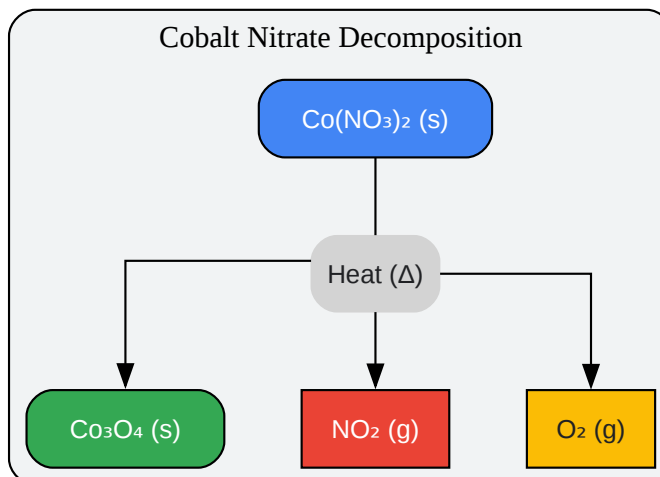 Cobalt Nitrate Decomposition
Co(NO₃)₂ (s)
Heat (Δ)
Co₃O₄ (s)
NO₂ (g)
O₂ (g)